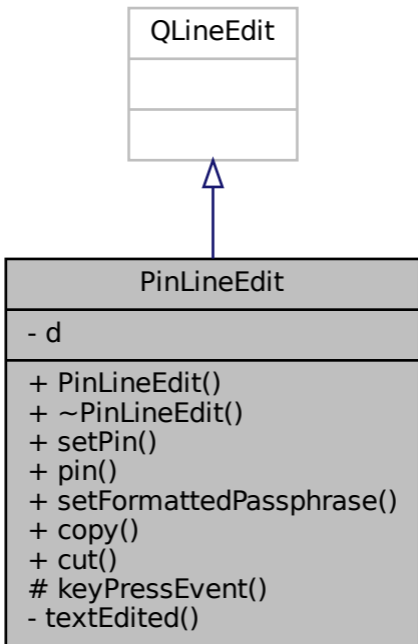 QLineEdit
PinLineEdit
- d
+ PinLineEdit()
+ ~PinLineEdit()
+ setPin()
+ pin()
+ setFormattedPassphrase()
+ copy()
+ cut()
# keyPressEvent()
- textEdited()